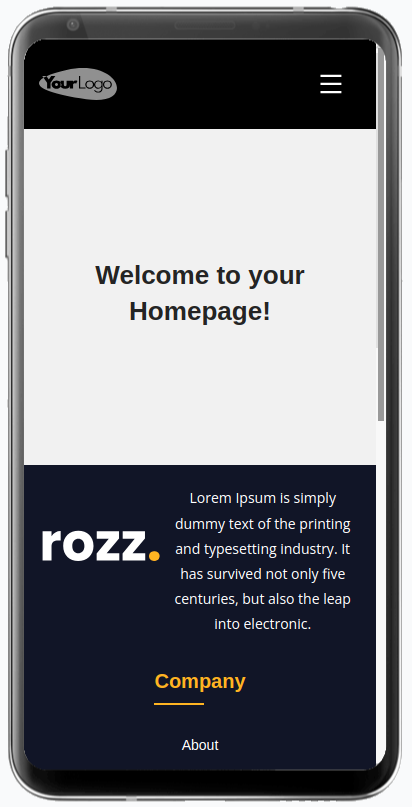 YourLogo
Welcome to your
Homepage!
rozz.
Lorem Ipsum is simply
dummy text of the printing
and typesetting industry. It
has survived not only five
centuries, but also the leap
into electronic.
Company
About